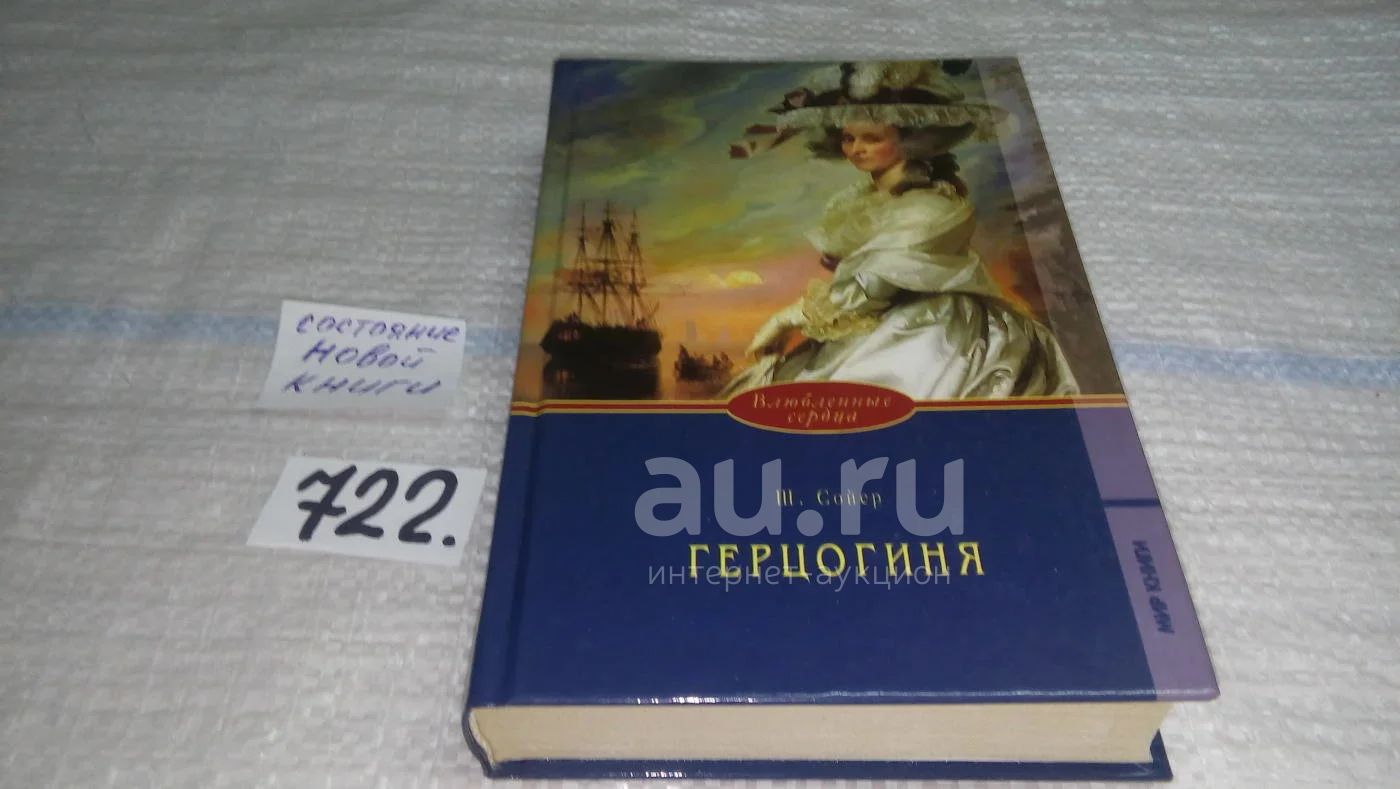 состояние
новой
книги
722.
Влюбленные
сердца
Ш. Сойер
ГЕРЦОГИНЯ
МИР КНИГИ
au.ru
интернет-аукцион